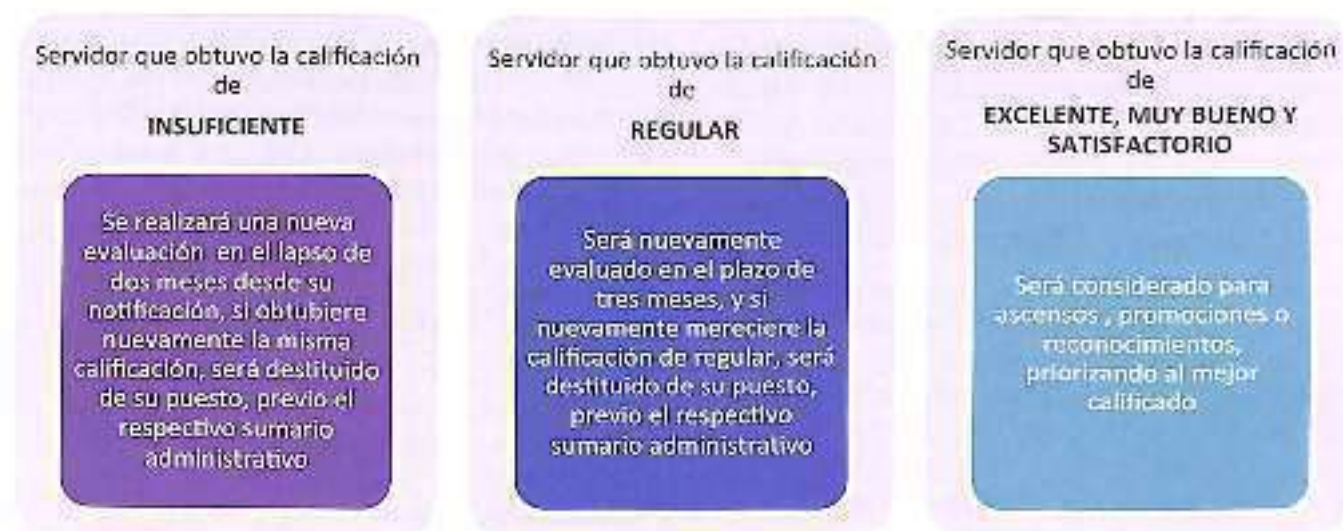 Servidor que obtuvo la calificación
de
INSUFICIENTE
Se realizará una nueva
evaluación en el lapso de
dos meses desde su
notificación, si obtubiere
nuevamente la misma
calificación, será destituido
de su puesto, previo el
respectivo sumario
administrativo
Servidor que obtuvo la calificación
de
REGULAR
Será nuevamente
evaluado en el plazo de
tres meses, y si
nuevamente mereciere la
calificación de regular, será
destituido de su puesto,
previo el respectivo
sumario administrativo
Servidor que obtuvo la calificación
de
EXCELENTE, MUY BUENO Y
SATISFACTORIO
Será considerado para
ascensos , promociones o
reconocimientos,
priorizando al mejor
calificado